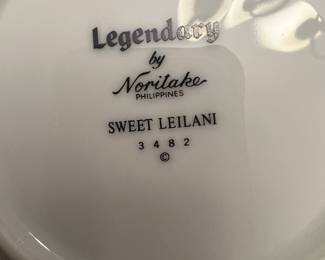 Legendary
by
Noritake
PHILIPPINES
SWEET LEILANI
3482
©